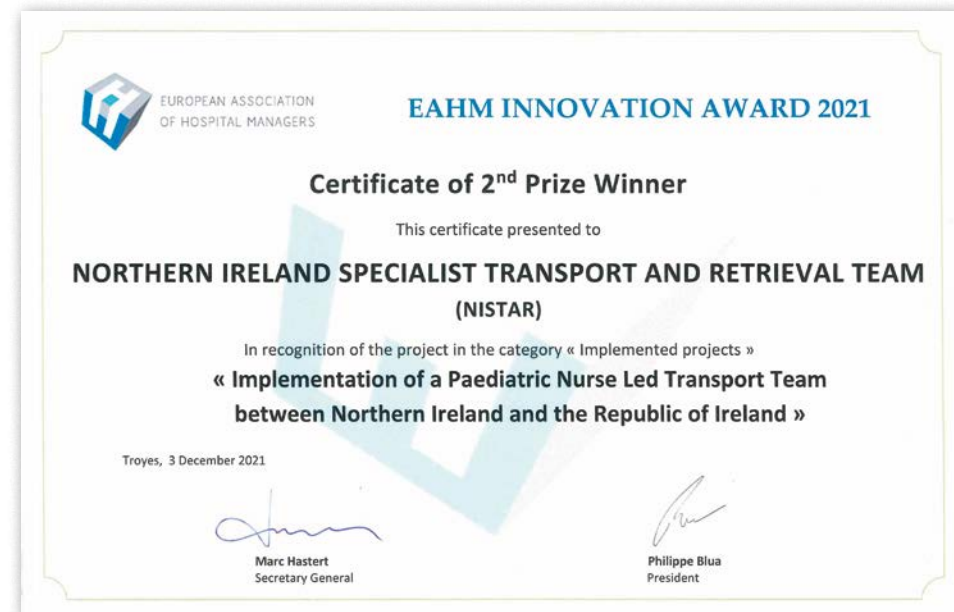 EUROPEAN ASSOCIATION
OF HOSPITAL MANAGERS
EAHM INNOVATION AWARD 2021
Certificate of 2nd Prize Winner
This certificate presented to
NORTHERN IRELAND SPECIALIST TRANSPORT AND RETRIEVAL TEAM
(NISTAR)
In recognition of the project in the category « Implemented projects »
« Implementation of a Paediatric Nurse Led Transport Team
between Northern Ireland and the Republic of Ireland »
Troyes, 3 December 2021
Marc Hastert
Secretary General
Philippe Blua
President